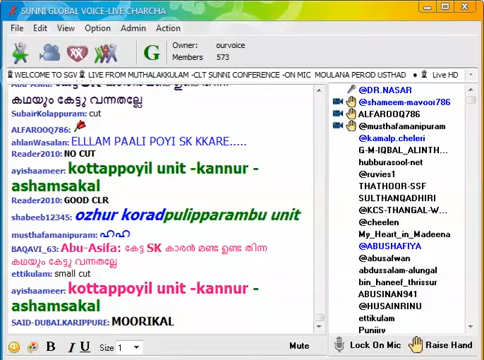 SUNNI GLOBAL VOICE-LIVE CHARCHA
File Edit View Option Admin Action
G Owner: ourvoice
Members 573
WELCOME TO SGV ● LIVE FROM MUTHALAKKULAM -CLT SUNNI CONFERENCE -ON MIC MOULANA PEROD USTHAD ● Live HD
കഥയും കേട്ടു വന്നതല്ലേ
SubairKolappuram: cut
ALFAROOQ786:
ahlanWasalan: ELLLAM PAALI POYI SK KKARE.....
Reader2010: NO CUT
ayishaameer: kottappoyil unit -kannur -
ashamsakal
Reader2010: GOOD CLR
shabeeb12345: ozhur koradpulipparambu unit
musthafamanipuram: ഹഹ
BAQAVI_63: Abu-Asifa: കേട്ട SK കാരൻ മണ്ട ഉണ്ട തിന്ന
കഥയും കേട്ടു വന്നതല്ലേ
ettikulam: small cut
ayishaameer: kottappoyil unit -kannur -
ashamsakal
SAID-DUBAI.KARIPPURE: MOORIKAL
B I U Size 1 Mute
@DR.NASAR
@shameem-mavoor786
ALFAROOQ786
@musthafamanipuram
@kamalp.cheleri
G-M-IQBAL_ALINTH...
hubburasool-net
@ruvies1
THATHOOR-SSF
SULTHANQADHIRI
@KCS-THANGAL-W...
@cheelen
My_Heart_in_Madeena
@ABUSHAFIYA
@abusafwan
abdussalam-alungal
bin_haneef_thrissur
ABUSINAN941
@HUSAINRINU
ettikulam
Lock On Mic Raise Hand